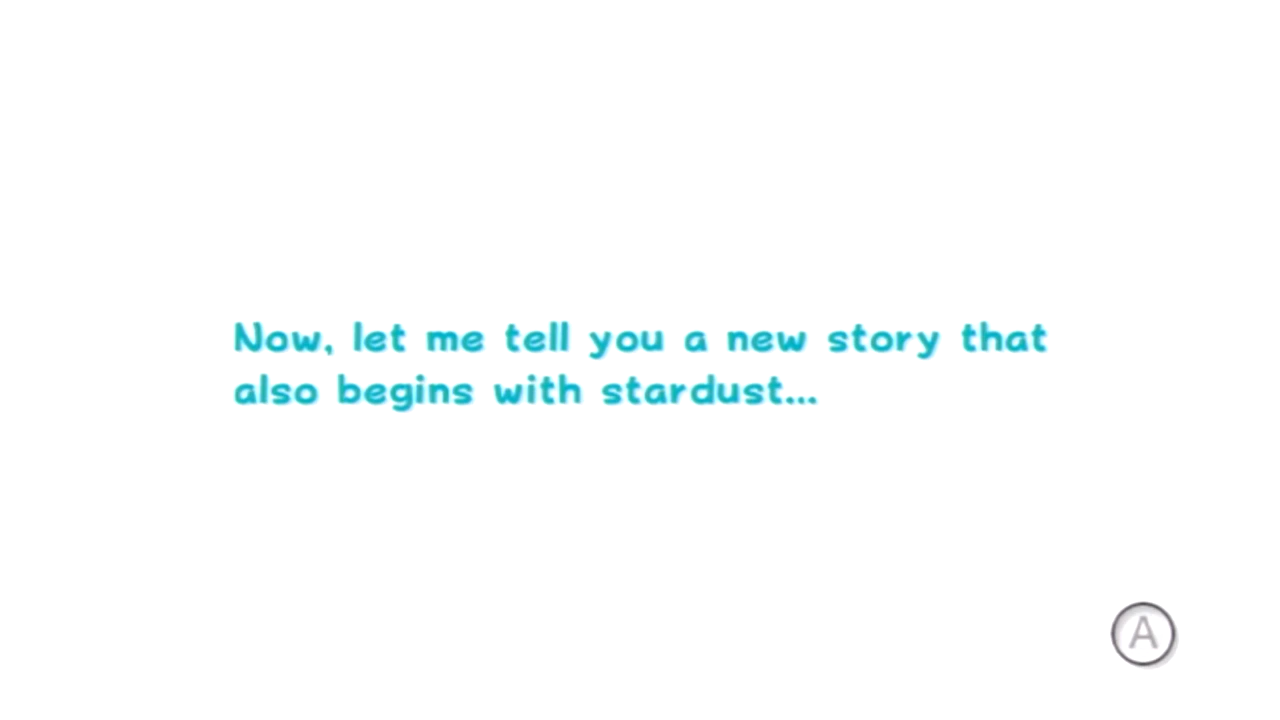 Now, let me tell you a new story that
also begins with stardust...
A